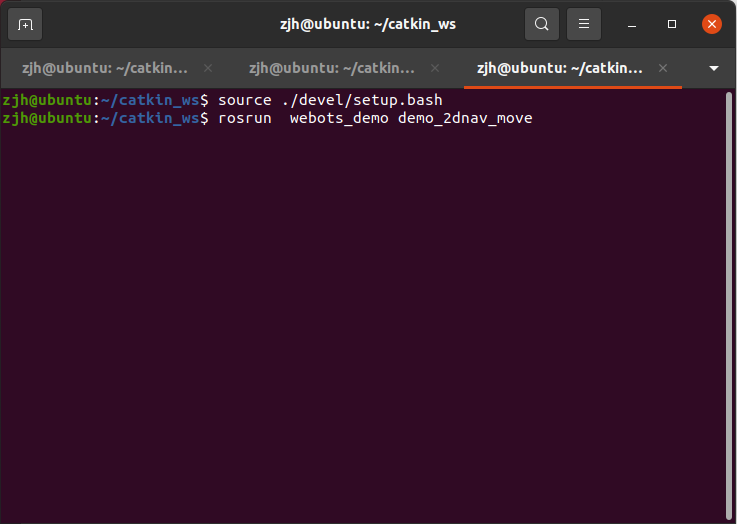 zjh@ubuntu: ~/catkin_ws
zjh@ubuntu: ~/catkin...
zjh@ubuntu: ~/catkin...
zjh@ubuntu: ~/catkin...
zjh@ubuntu:~/catkin_ws$ source ./devel/setup.bash
zjh@ubuntu:~/catkin_ws$ rosrun  webots_demo demo_2dnav_move